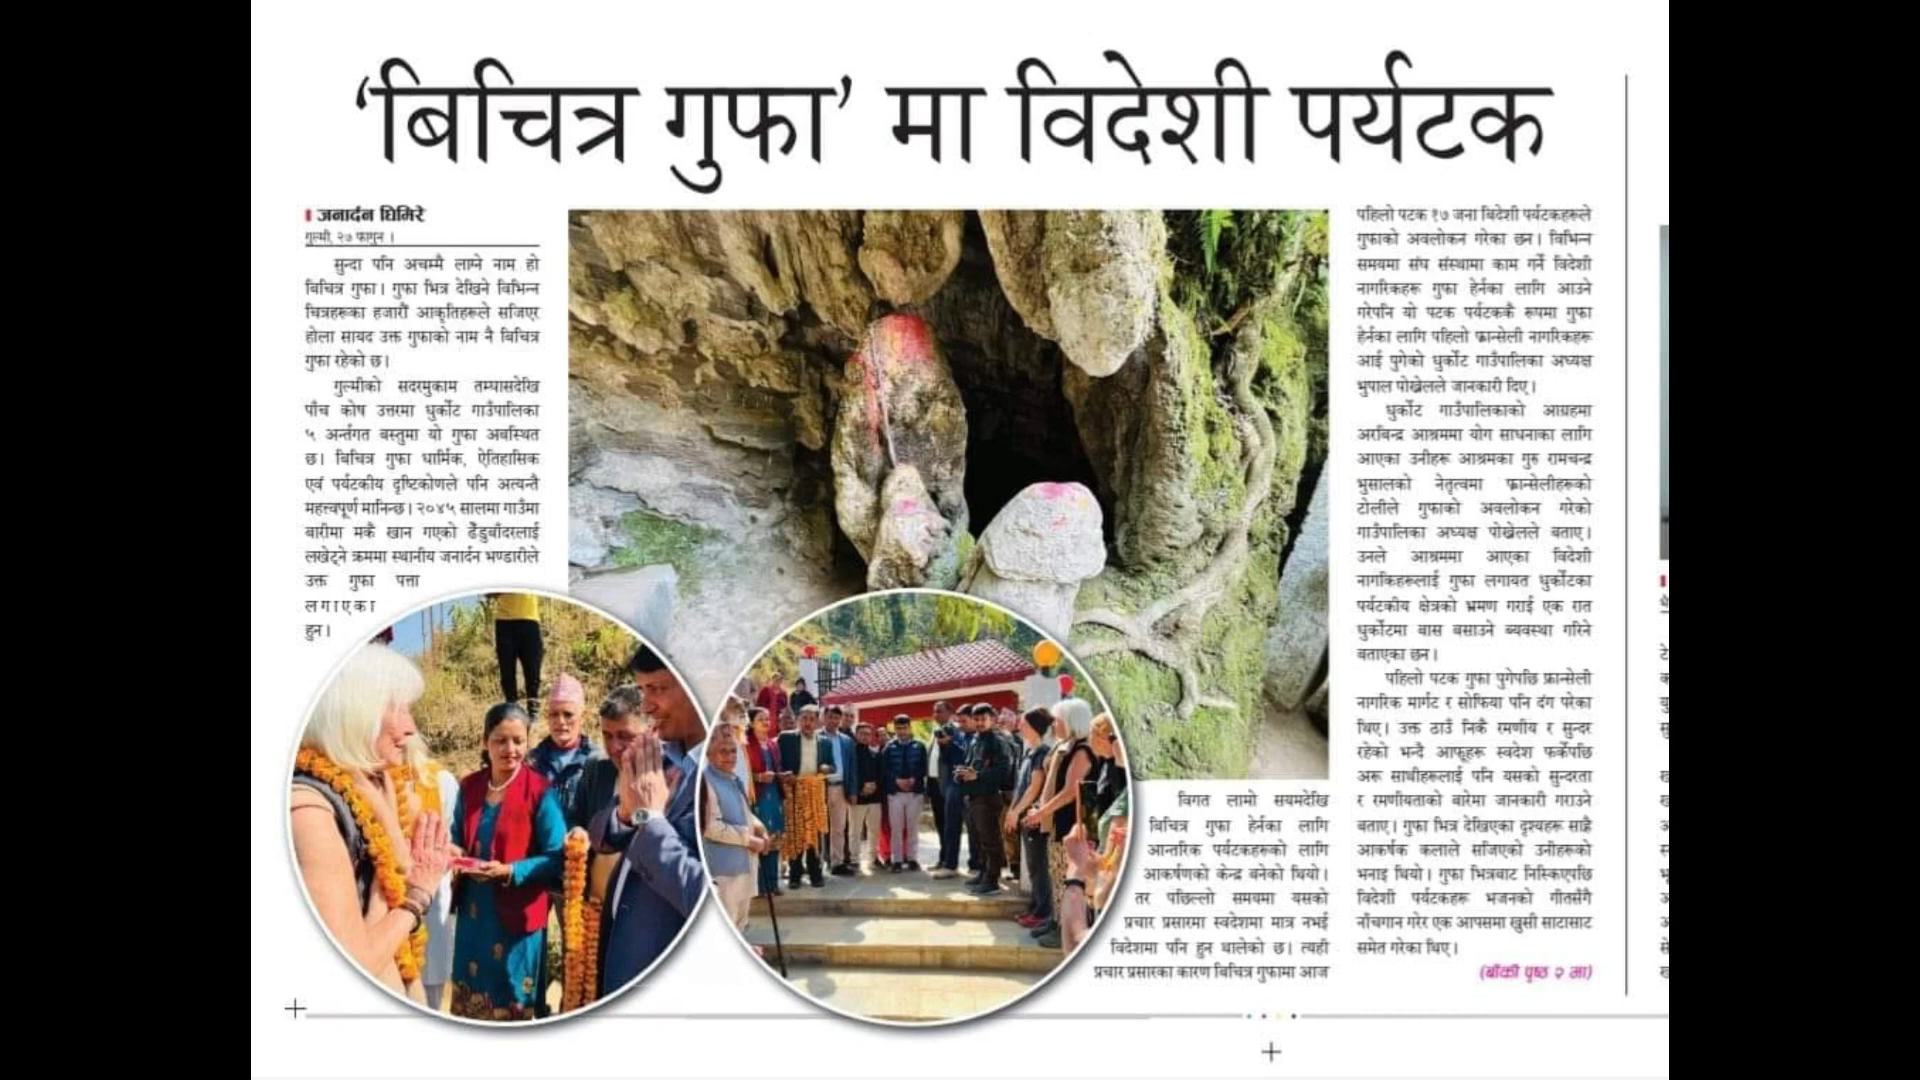 ‘बिचित्र गुफा’ मा विदेशी पर्यटक
जनार्दन घिमिरे
गुल्मी, २७ फागुन ।
सुन्दा पनि अचम्मै लाग्ने नाम हो
बिचित्र गुफा। गुफा भित्र देखिने विभिन्न
चित्रहरूका हजारौं आकृतिहरूले सजिएर
होला सायद उक्त गुफाको नाम नै बिचित्र
गुफा रहेको छ।
गुल्मीको सदरमुकाम तम्घासदेखि
पाँच कोष उत्तरमा धुर्कोट गाउँपालिका
५ अर्न्तगत बस्तुमा यो गुफा अवस्थित
छ। बिचित्र गुफा धार्मिक, ऐतिहासिक
एवं पर्यटकीय दृष्टिकोणले पनि अत्यन्तै
महत्त्वपूर्ण मानिन्छ। २०४५ सालमा गाउँमा
बारीमा मकै खान गएको ढेंडुबाँदरलाई
लखेट्ने क्रममा स्थानीय जनार्दन भण्डारीले
उक्त गुफा पत्ता
लगाएका
हुन।
विगत लामो सयमदेखि
बिचित्र गुफा हेर्नका लागि
आन्तरिक पर्यटकहरूको लागि
आकर्षणको केन्द्र बनेको थियो।
तर पछिल्लो समयमा यसको
प्रचार प्रसारमा स्वदेशमा मात्र नभई
विदेशमा पनि हुन थालेको छ। त्यही
प्रचार प्रसारका कारण बिचित्र गुफामा आज
पहिलो पटक १७ जना बिदेशी पर्यटकहरूले
गुफाको अवलोकन गरेका छन। विभिन्न
समयमा संघ संस्थामा काम गर्ने विदेशी
नागरिकहरू गुफा हेर्नका लागि आउने
गरेपनि यो पटक पर्यटककै रूपमा गुफा
हेर्नका लागि पहिलो फ्रान्सेली नागरिकहरू
आई पुगेको धुर्कोट गाउँपालिका अध्यक्ष
भुपाल पोख्रेलले जानकारी दिए।
धुर्कोट गाउँपालिकाको आग्रहमा
अरबिन्द्र आश्रममा योग साधनाका लागि
आएका उनीहरू आश्रमका गुरु रामचन्द्र
भुसालको नेतृत्वमा फ्रान्सेलीहरूको
टोलीले गुफाको अवलोकन गरेको
गाउँपालिका अध्यक्ष पोख्रेलले बताए।
उनले आश्रममा आएका विदेशी
नागकिहरूलाई गुफा लगायत धुर्कोटका
पर्यटकीय क्षेत्रको भ्रमण गराई एक रात
धुर्कोटमा बास बसाउने ब्यवस्था गरिने
बताएका छन।
पहिलो पटक गुफा पुगेपछि फ्रान्सेली
नागरिक मार्गट र सोफिया पनि दंग परेका
थिए। उक्त ठाउँ निकै रमणीय र सुन्दर
रहेको भन्दै आफूहरू स्वदेश फर्केपछि
अरू साथीहरूलाई पनि यसको सुन्दरता
र रमणीयताको बारेमा जानकारी गराउने
बताए। गुफा भित्र देखिएका दृश्यहरू साह्रै
आकर्षक कलाले सजिएको उनीहरूको
भनाइ थियो। गुफा भित्रबाट निस्किएपछि
विदेशी पर्यटकहरू भजनको गीतसँगै
नाँचगान गरेर एक आपसमा खुसी साटासाट
समेत गरेका थिए।
(बाँकी पृष्ठ २ मा)